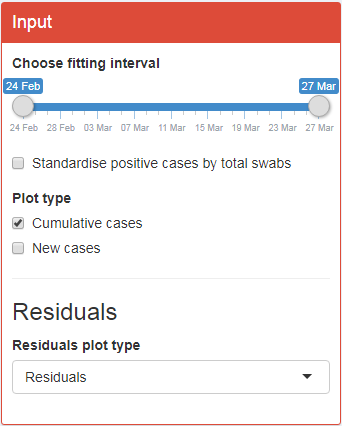 Input
Choose fitting interval
24 Feb 27 Mar
24 Feb 28 Feb 03 Mar 07 Mar 11 Mar 15 Mar 19 Mar 23 Mar 27 Mar
Standardise positive cases by total swabs
Plot type
Cumulative cases
New cases
Residuals
Residuals plot type
Residuals